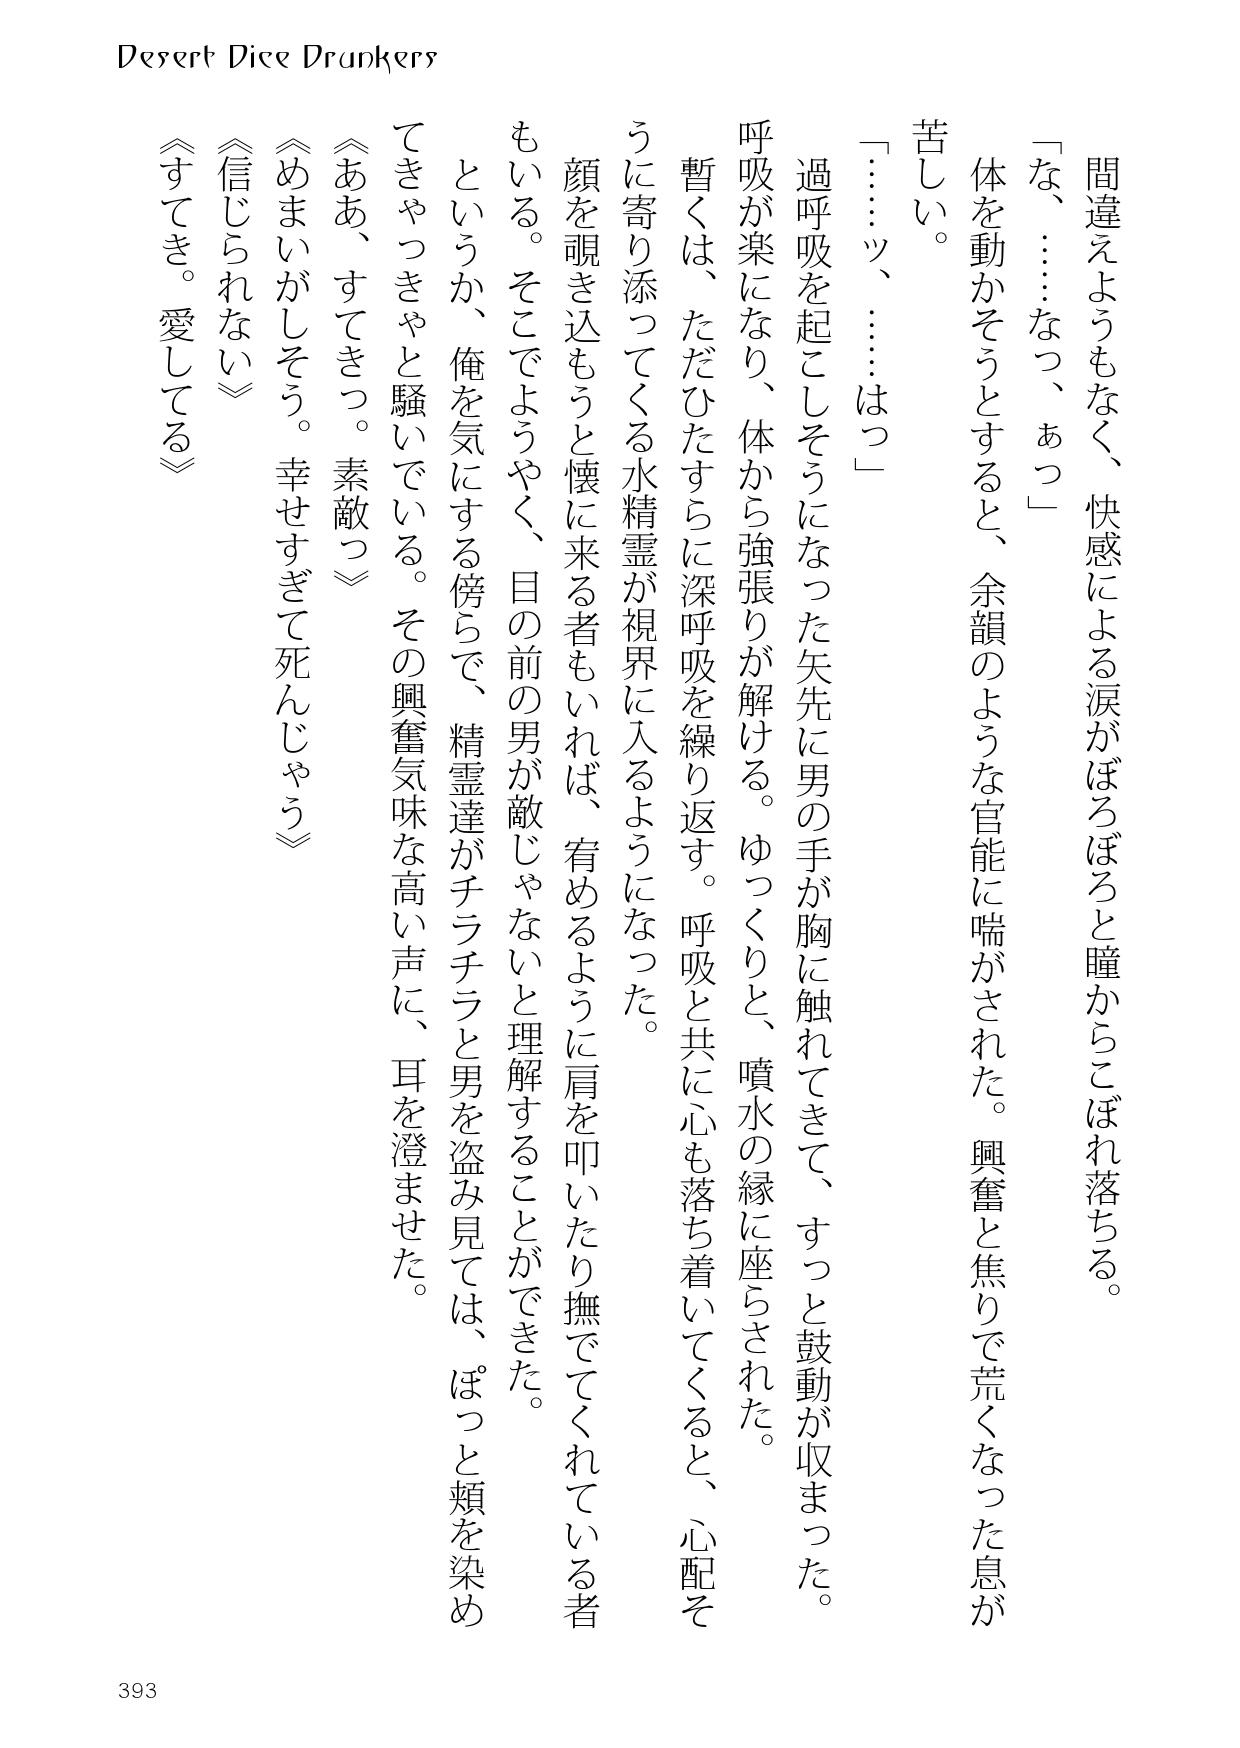 Desert Dice Drunkers
間違えようもなく、快感による涙がぼろぼろと瞳からこぼれ落ちる。
「な、……なっ、ぁっ」
体を動かそうとすると、余韻のような官能に喘がされた。興奮と焦りで荒くなった息が
苦しい。
「……ッ、……はっ」
過呼吸を起こしそうになった矢先に男の手が胸に触れてきて、すっと鼓動が収まった。
呼吸が楽になり、体から強張りが解ける。ゆっくりと、噴水の縁に座らされた。
暫くは、ただひたすらに深呼吸を繰り返す。呼吸と共に心も落ち着いてくると、心配そ
うに寄り添ってくる水精霊が視界に入るようになった。
顔を覗き込もうと懐に来る者もいれば、宥めるように肩を叩いたり撫でてくれている者
もいる。そこでようやく、目の前の男が敵じゃないと理解することができた。
というか、俺を気にする傍らで、精霊達がチラチラと男を盗み見ては、ぽっと頬を染め
てきゃっきゃと騒いでいる。その興奮気味な高い声に、耳を澄ませた。
《ああ、すてきっ。素敵っ》
《めまいがしそう。幸せすぎて死んじゃう》
《信じられない》
《すてき。愛してる》
393